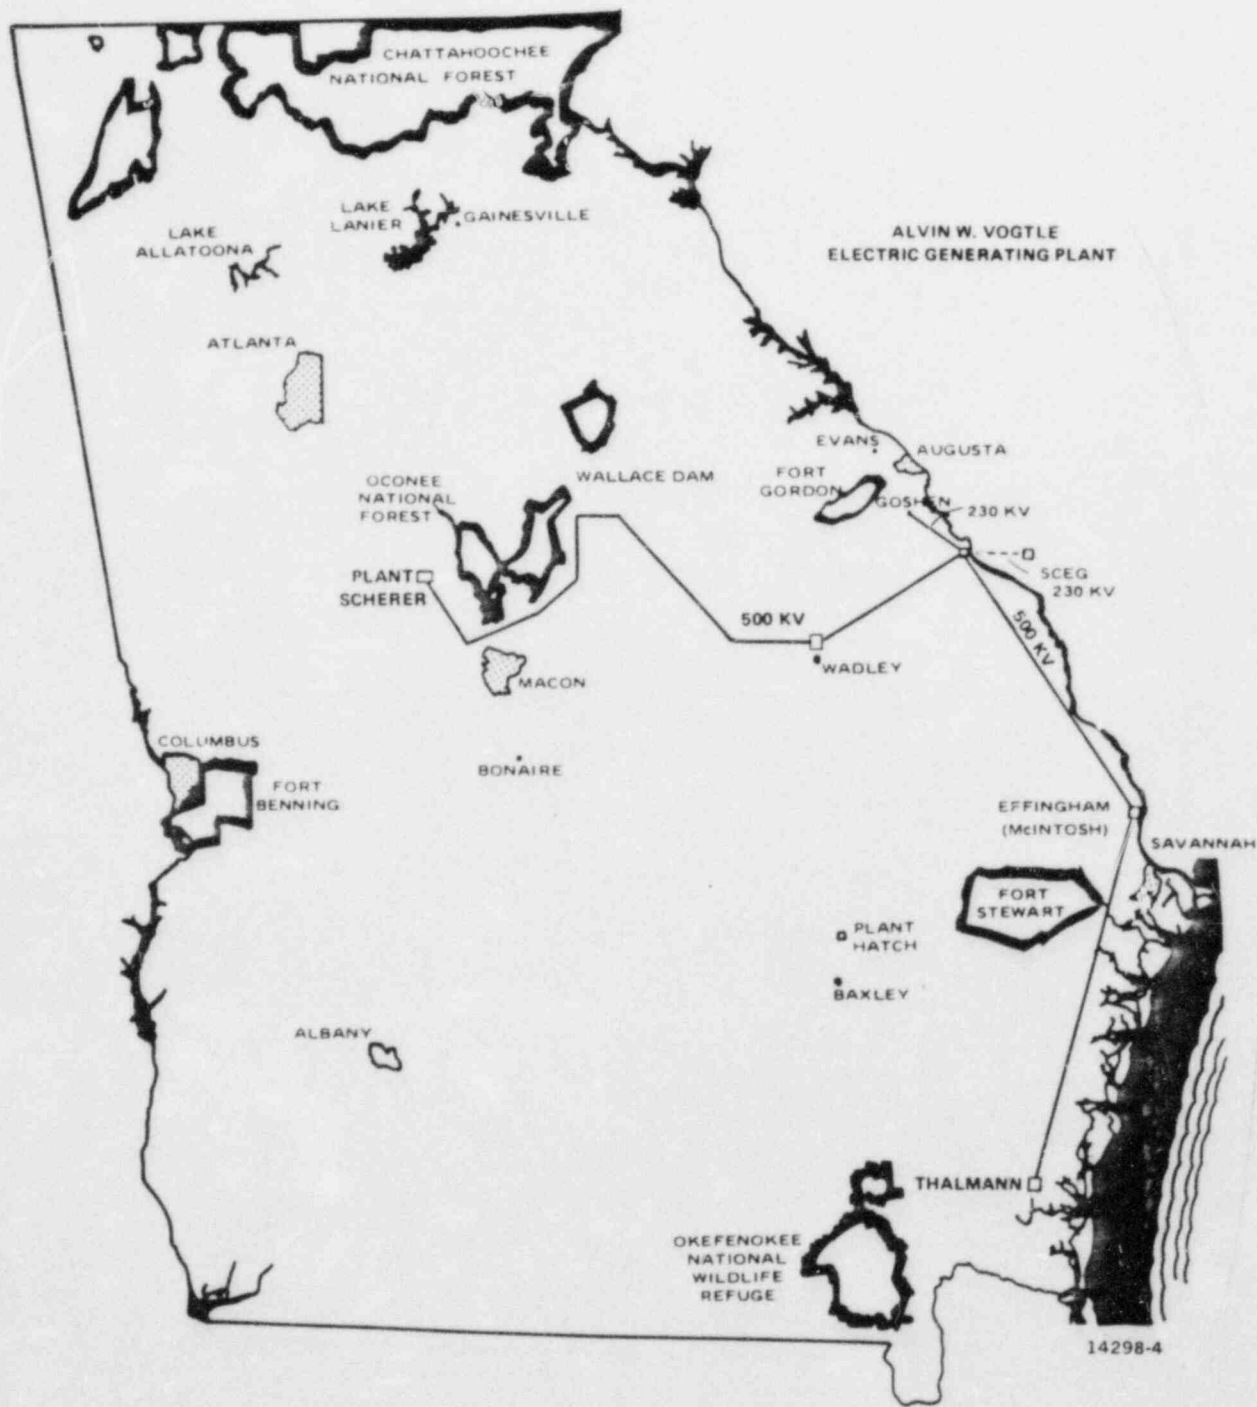 CHATTAHOOCHEE
NATIONAL FOREST
LAKE
LANIER
GAINESVILLE
LAKE
ALLATOONA
ALVIN W. VOGTLE
ELECTRIC GENERATING PLANT
ATLANTA
EVANS
AUGUSTA
WALLACE DAM
FORT
GORDON
OCONEE
NATIONAL
FOREST
GOSHEN
230 KV
PLANT
SCHERER
SCEG
230 KV
500 KV
500 KV
WADLEY
MACON
COLUMBUS
BONAIRE
FORT
BENNING
EFFINGHAM
(McINTOSH)
SAVANNAH
FORT
STEWART
PLANT
HATCH
BAXLEY
ALBANY
THALMANN
OKEFENOKEE
NATIONAL
WILDLIFE
REFUGE
14298-4